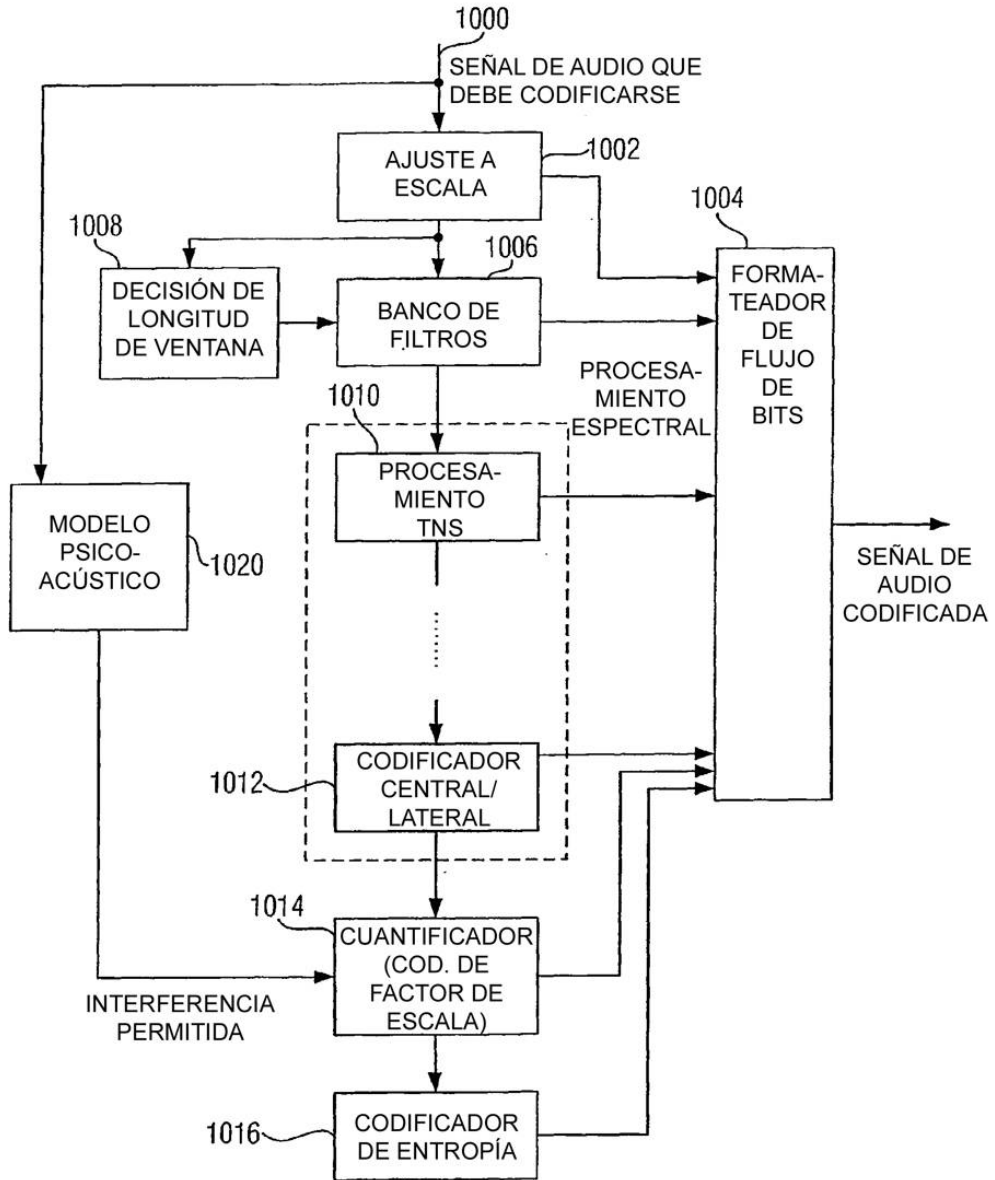 1000
SEÑAL DE AUDIO QUE
DEBE CODIFICARSE
AJUSTE A
ESCALA
1002
1004
1008
1006
DECISIÓN DE
LONGITUD
DE VENTANA
BANCO DE
FILTROS
FORMA-
TEADOR
DE
FLUJO
DE
BITS
PROCESA-
MIENTO
ESPECTRAL
1010
PROCESA-
MIENTO
TNS
MODELO
PSICO-
ACÚSTICO
1020
SEÑAL DE
AUDIO
CODIFICADA
1012
CODIFICADOR
CENTRAL/
LATERAL
1014
CUANTIFICADOR
(COD. DE
FACTOR DE
ESCALA)
INTERFERENCIA
PERMITIDA
1016
CODIFICADOR
DE ENTROPÍA